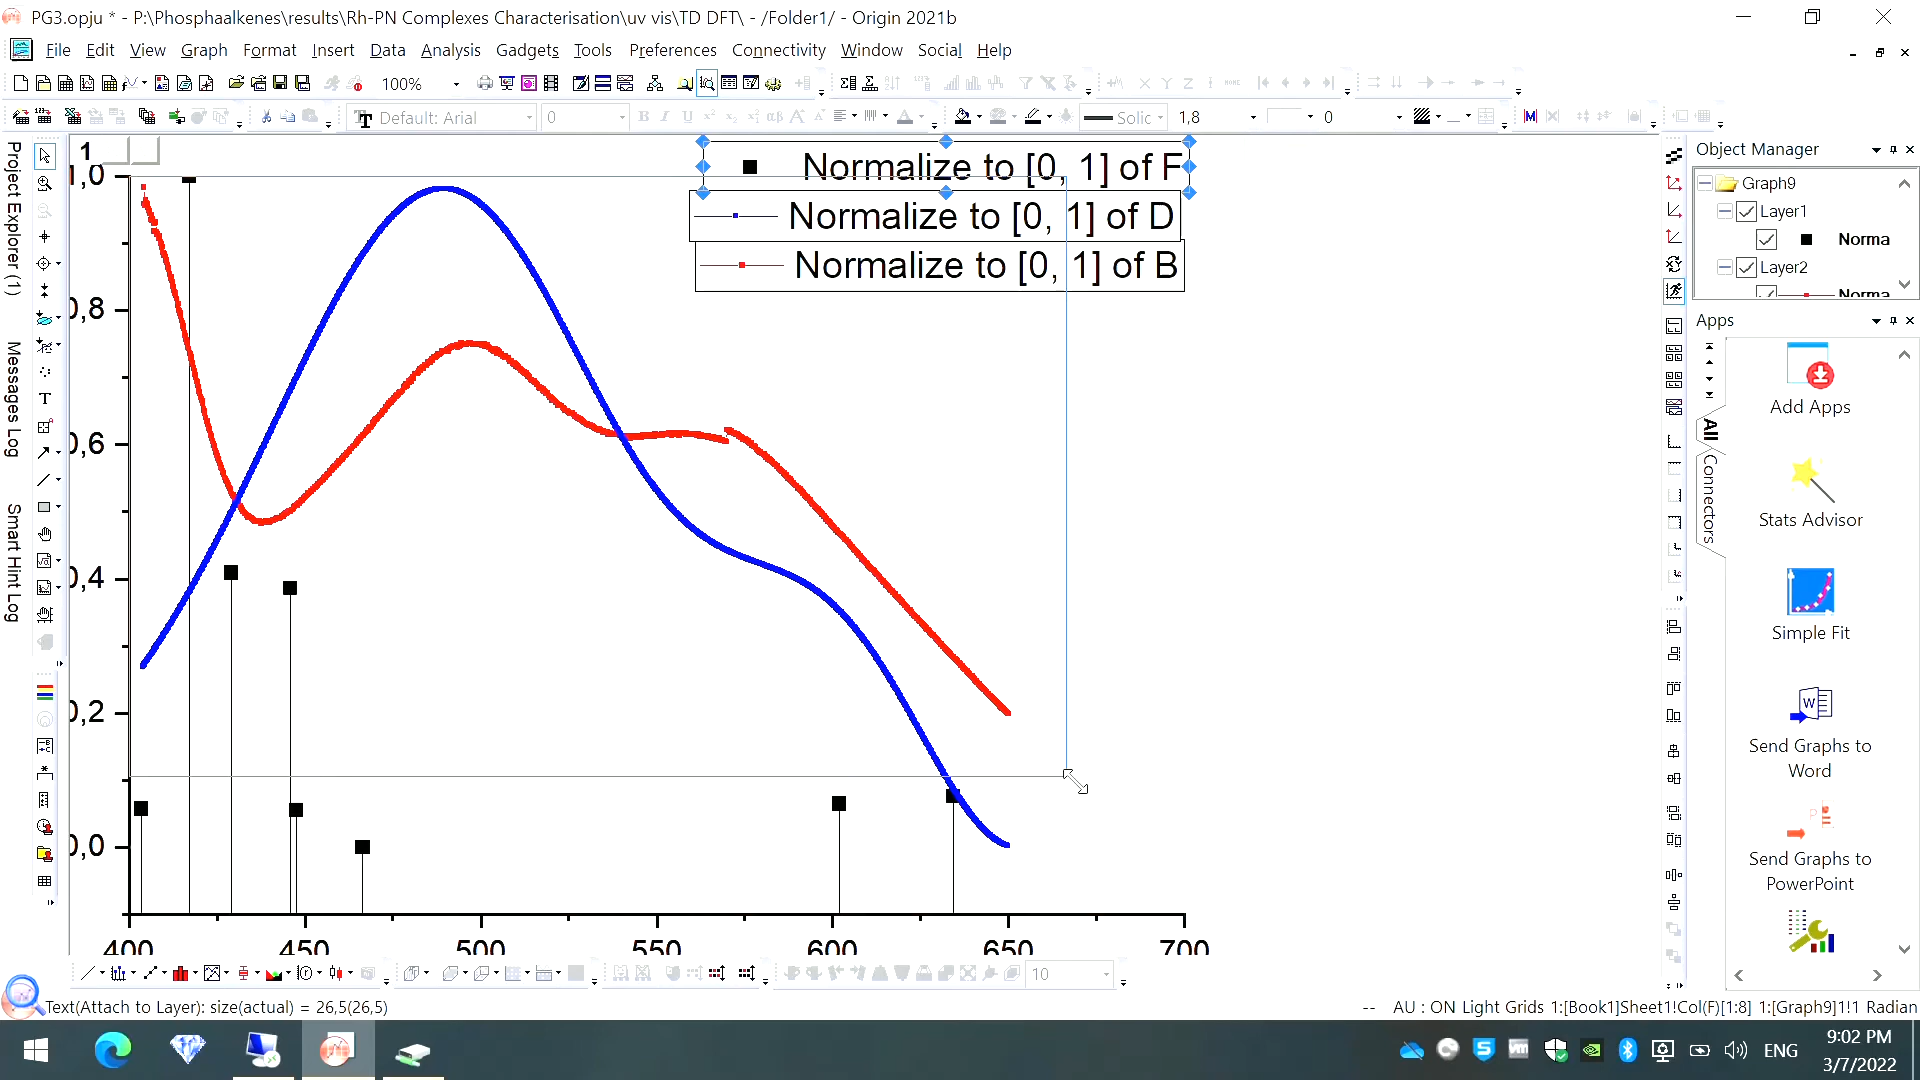 PG3.opju * - P:\Phosphaalkenes\results\Rh-PN Complexes Characterisation\uv vis\TD DFT\ - /Folder1/ - Origin 2021b
File Edit View Graph Format Insert Data Analysis Gadgets Tools Preferences Connectivity Window Social Help
100%
Default: Arial 0 Solic 1,8 0
1
Normalize to [0, 1] of F
Normalize to [0, 1] of D
Normalize to [0, 1] of B
1,0
0,8
0,6
0,4
0,2
0,0
400 450 500 550 600 650 700
Project Explorer (1)
Messages Log
Smart Hint Log
Object Manager
Graph9
Layer1
Norma
Layer2
Norma
Apps
All
Connectors
Add Apps
Stats Advisor
Simple Fit
Send Graphs to
Word
Send Graphs to
PowerPoint
10
Text(Attach to Layer): size(actual) = 26,5(26,5)
-- AU : ON Light Grids 1:[Book1]Sheet1!Col(F)[1:8] 1:[Graph9]1!1 Radian
ENG
9:02 PM
3/7/2022